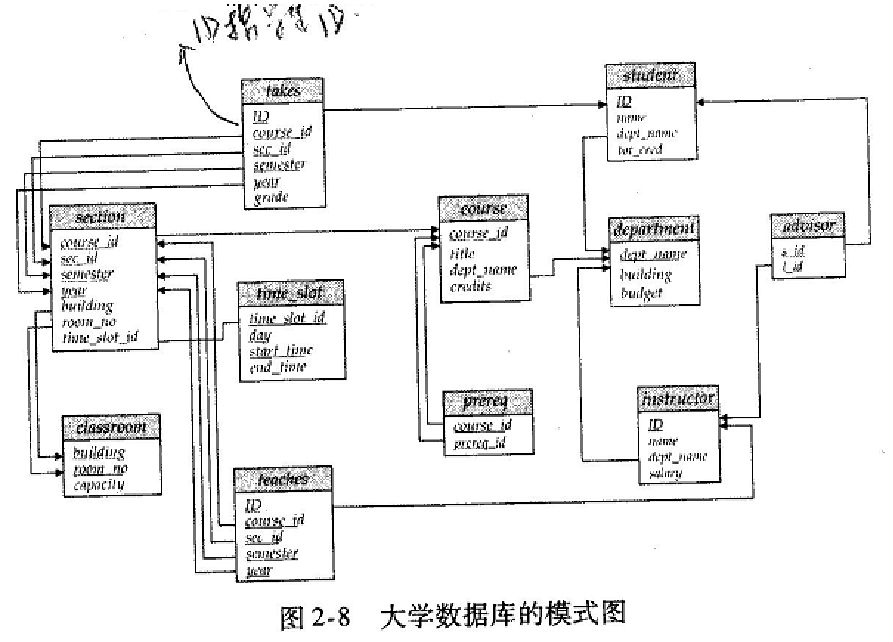 ID指学生ID.
takes
ID
course_id
sec_id
semester
year
grade
student
ID
name
dept_name
tot_cred
section
course_id
sec_id
semester
year
building
room_no
time_slot_id
course
course_id
title
dept_name
credits
department
dept_name
building
budget
advisor
s_id
i_id
time_slot
time_slot_id
day
start_time
end_time
prereq
course_id
prereq_id
instructor
ID
name
dept_name
salary
classroom
building
room_no
capacity
teaches
ID
course_id
sec_id
semester
year
图 2-8 大学数据库的模式图